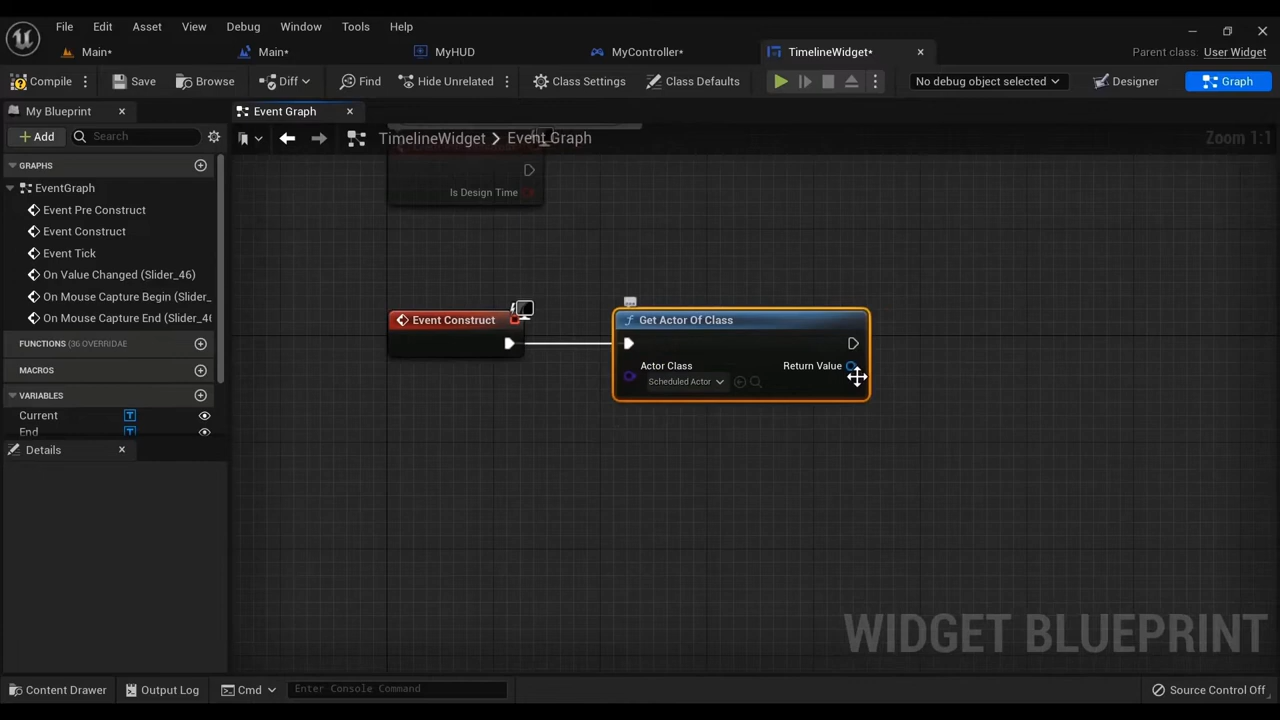 File Edit Asset View Debug Window Tools Help
Main* Main* MyHUD MyController* TimelineWidget* Parent class: User Widget
Compile Save Browse Diff Find Hide Unrelated Class Settings Class Defaults No debug object selected Designer Graph
My Blueprint Event Graph
Add Search TimelineWidget Event Graph Zoom 1:1
GRAPHS
EventGraph
Is Design Time
Event Pre Construct
Event Construct
Event Tick
On Value Changed (Slider_46)
On Mouse Capture Begin (Slider_
On Mouse Capture End (Slider_46
Event Construct Get Actor Of Class
FUNCTIONS (36 OVERRIDAE
MACROS
Actor Class Return Value
Scheduled Actor
VARIABLES
Current
End
Details
WIDGET BLUEPRINT
Content Drawer Output Log Cmd Enter Console Command Source Control Off